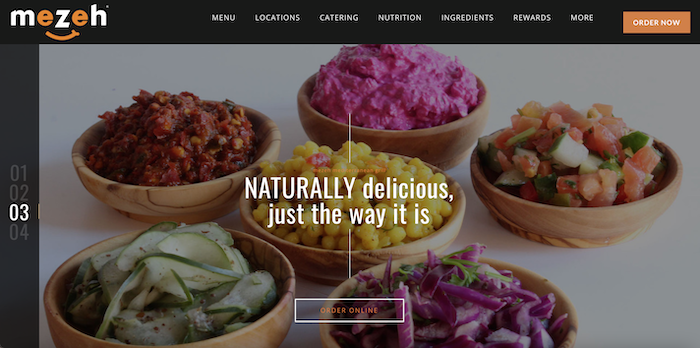 mezeh
MENU LOCATIONS CATERING NUTRITION INGREDIENTS REWARDS MORE
ORDER NOW
01
02
03
04
NATURALLY delicious,
just the way it is
ORDER ONLINE